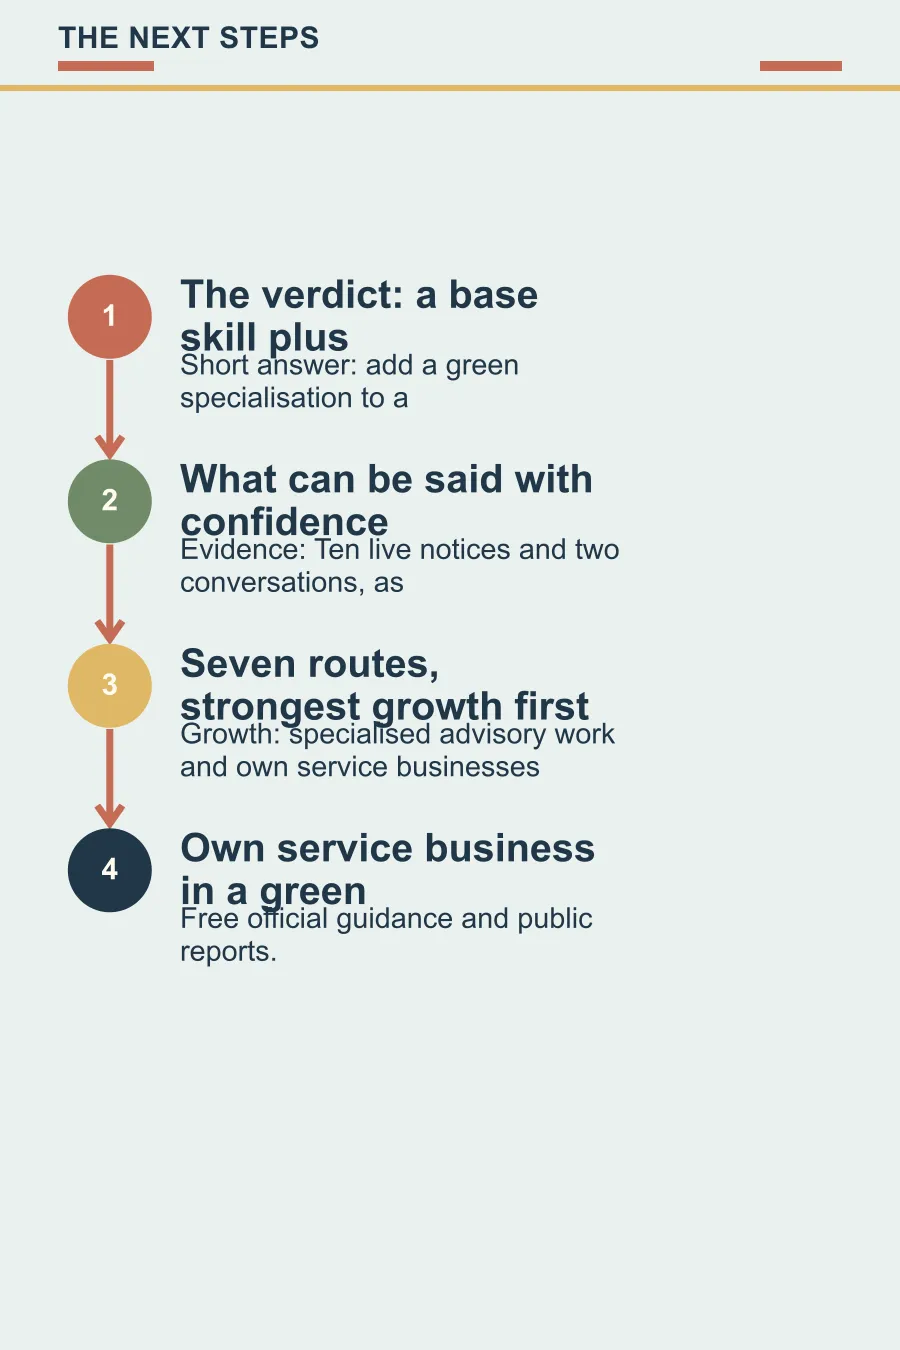 THE NEXT STEPS
1
The verdict: a base
skill plus
Short answer: add a green
specialisation to a
2
What can be said with
confidence
Evidence: Ten live notices and two
conversations, as
3
Seven routes,
strongest growth first
Growth: specialised advisory work
and own service businesses
4
Own service business
in a green
Free official guidance and public
reports.